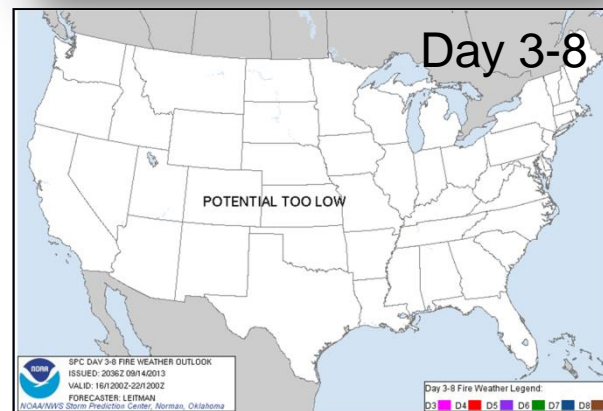 Day 3-8
POTENTIAL TOO LOW
NOAA
SPC DAY 3-8 FIRE WEATHER OUTLOOK
ISSUED: 2036Z 09/14/2013
VALID: 16/1200Z-22/1200Z
FORECASTER: LEITMAN
NOAA/NWS Storm Prediction Center, Norman, Oklahoma
Day 3-8 Fire Weather Legend:
D3 D4 D5 D6 D7 D8